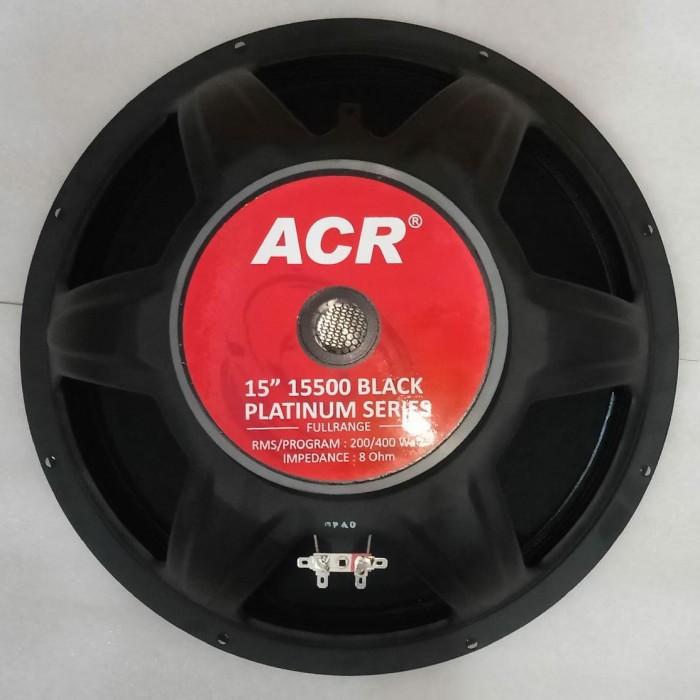 ACR®
15” 15500 BLACK
PLATINUM SERIES
FULLRANGE
RMS/PROGRAM : 200/400 Watt
IMPEDANCE : 8 Ohm